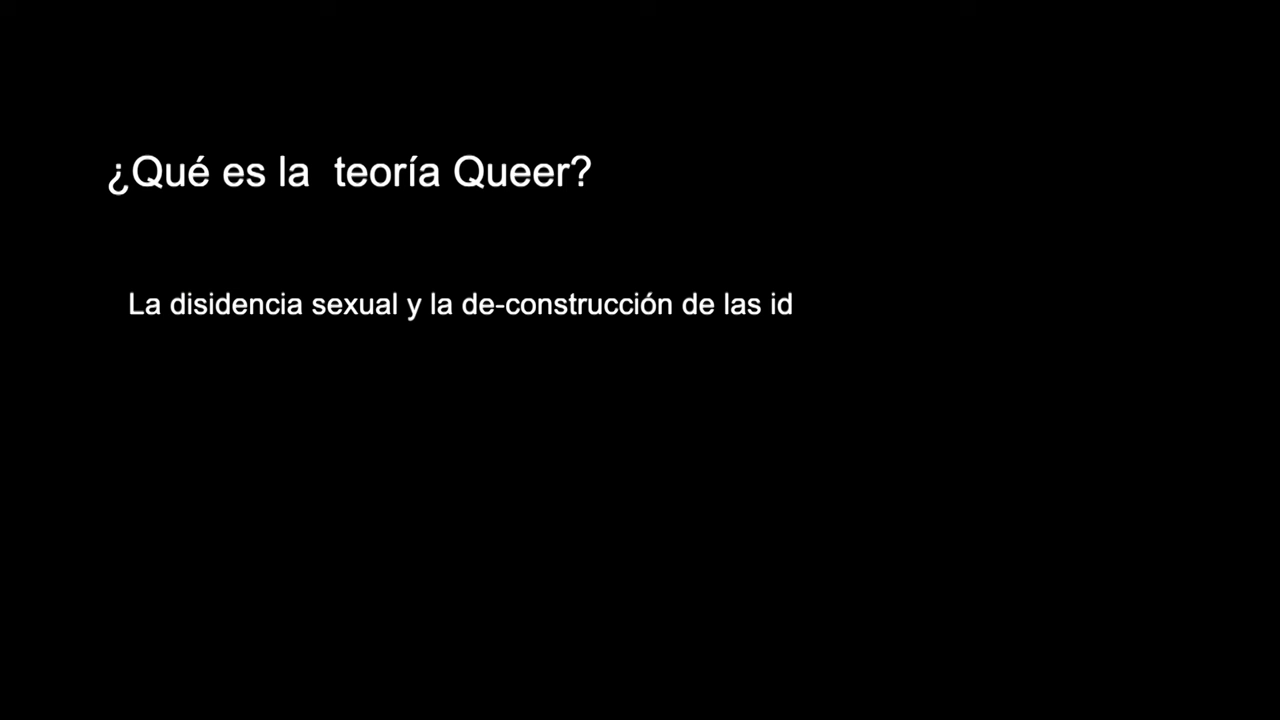 ¿Qué es la  teoría Queer?
La disidencia sexual y la de-construcción de las id